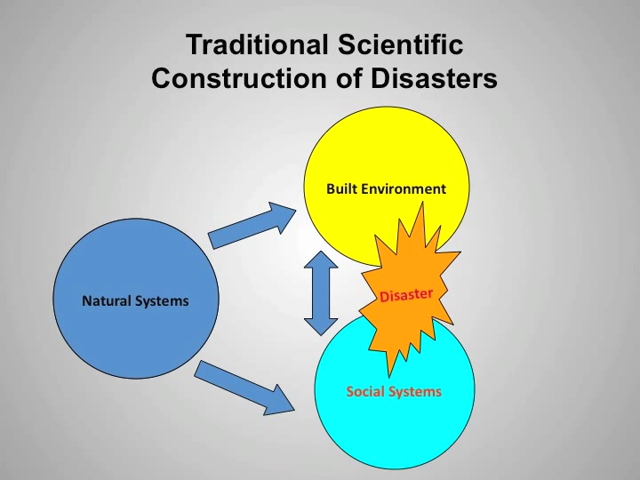 Traditional Scientific
Construction of Disasters
Built Environment
Natural Systems
Disaster
Social Systems